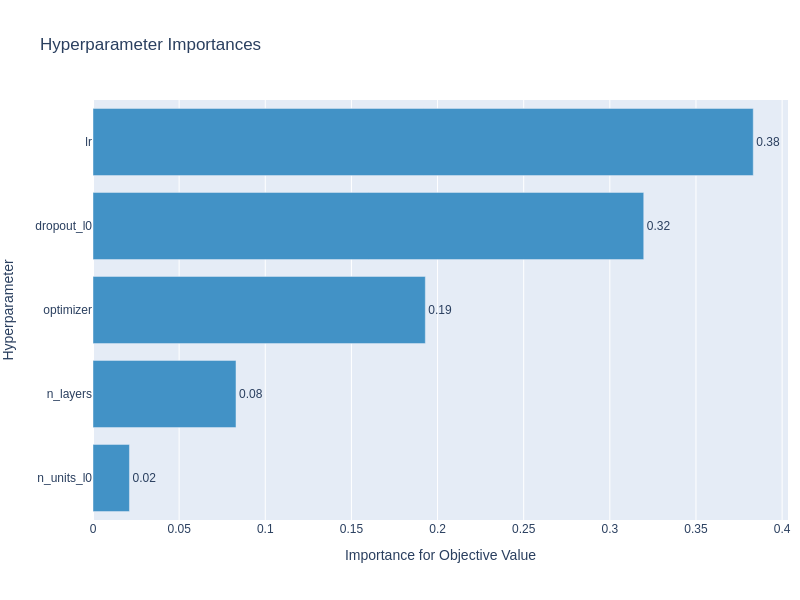 Hyperparameter Importances
Hyperparameter
lr
0.38
dropout_l0
0.32
optimizer
0.19
n_layers
0.08
n_units_l0
0.02
0 0.05 0.1 0.15 0.2 0.25 0.3 0.35 0.4
Importance for Objective Value